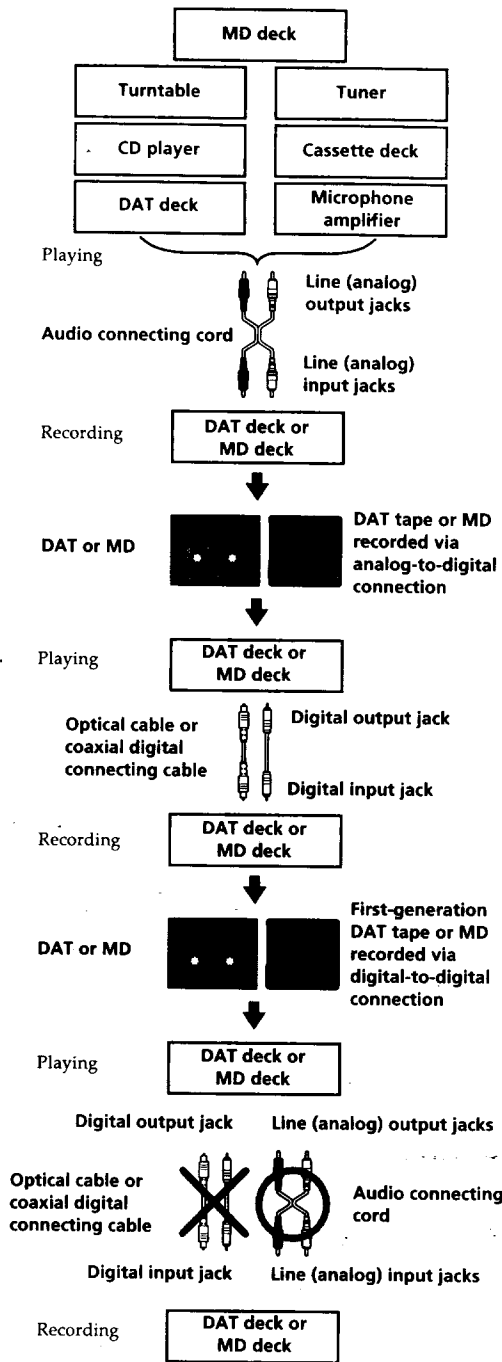 MD deck
Turntable
Tuner
CD player
Cassette deck
DAT deck
Microphone
amplifier
Playing
Line (analog)
output jacks
Audio connecting cord
Line (analog)
input jacks
Recording
DAT deck or
MD deck
DAT or MD
DAT tape or MD
recorded via
analog-to-digital
connection
Playing
DAT deck or
MD deck
Optical cable or
coaxial digital
connecting cable
Digital output jack
Digital input jack
Recording
DAT deck or
MD deck
DAT or MD
First-generation
DAT tape or MD
recorded via
digital-to-digital
connection
Playing
DAT deck or
MD deck
Digital output jack
Line (analog) output jacks
Optical cable or
coaxial digital
connecting cable
Audio connecting
cord
Digital input jack
Line (analog) input jacks
Recording
DAT deck or
MD deck